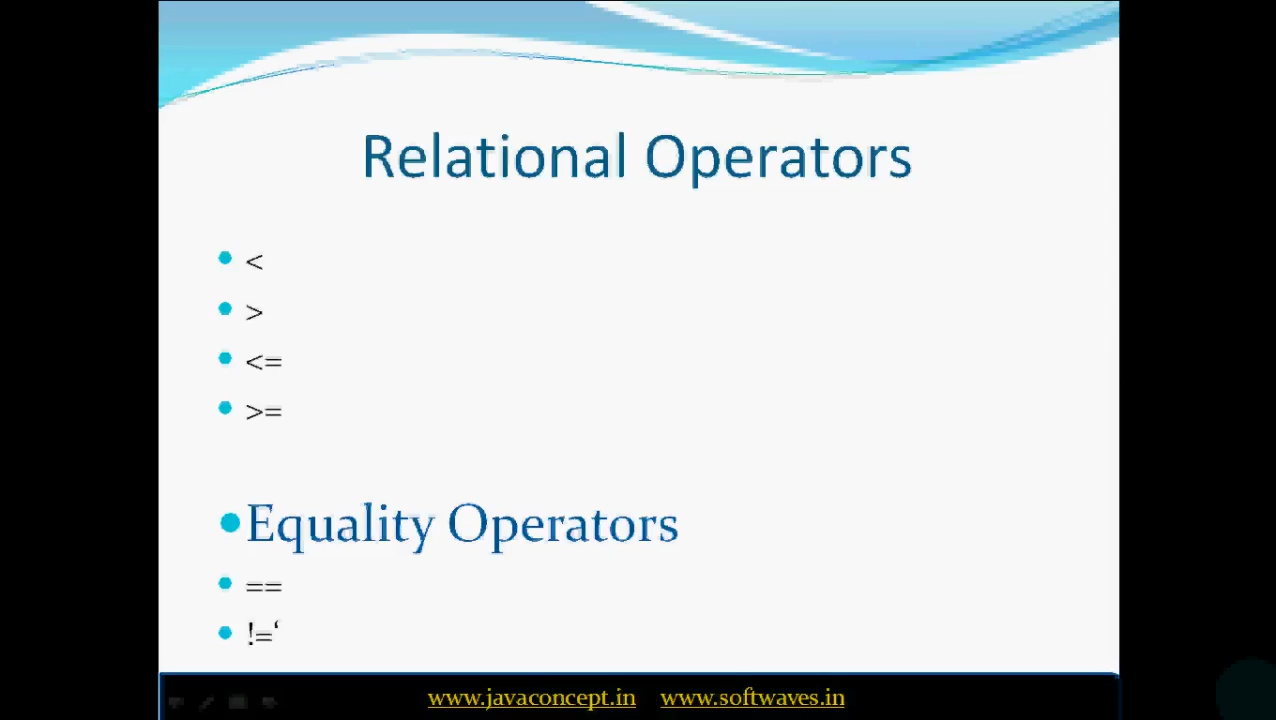 Relational Operators
• <
• >
• <=
• >=
• Equality Operators
• ==
• !=‘
www.javaconcept.in www.softwaves.in